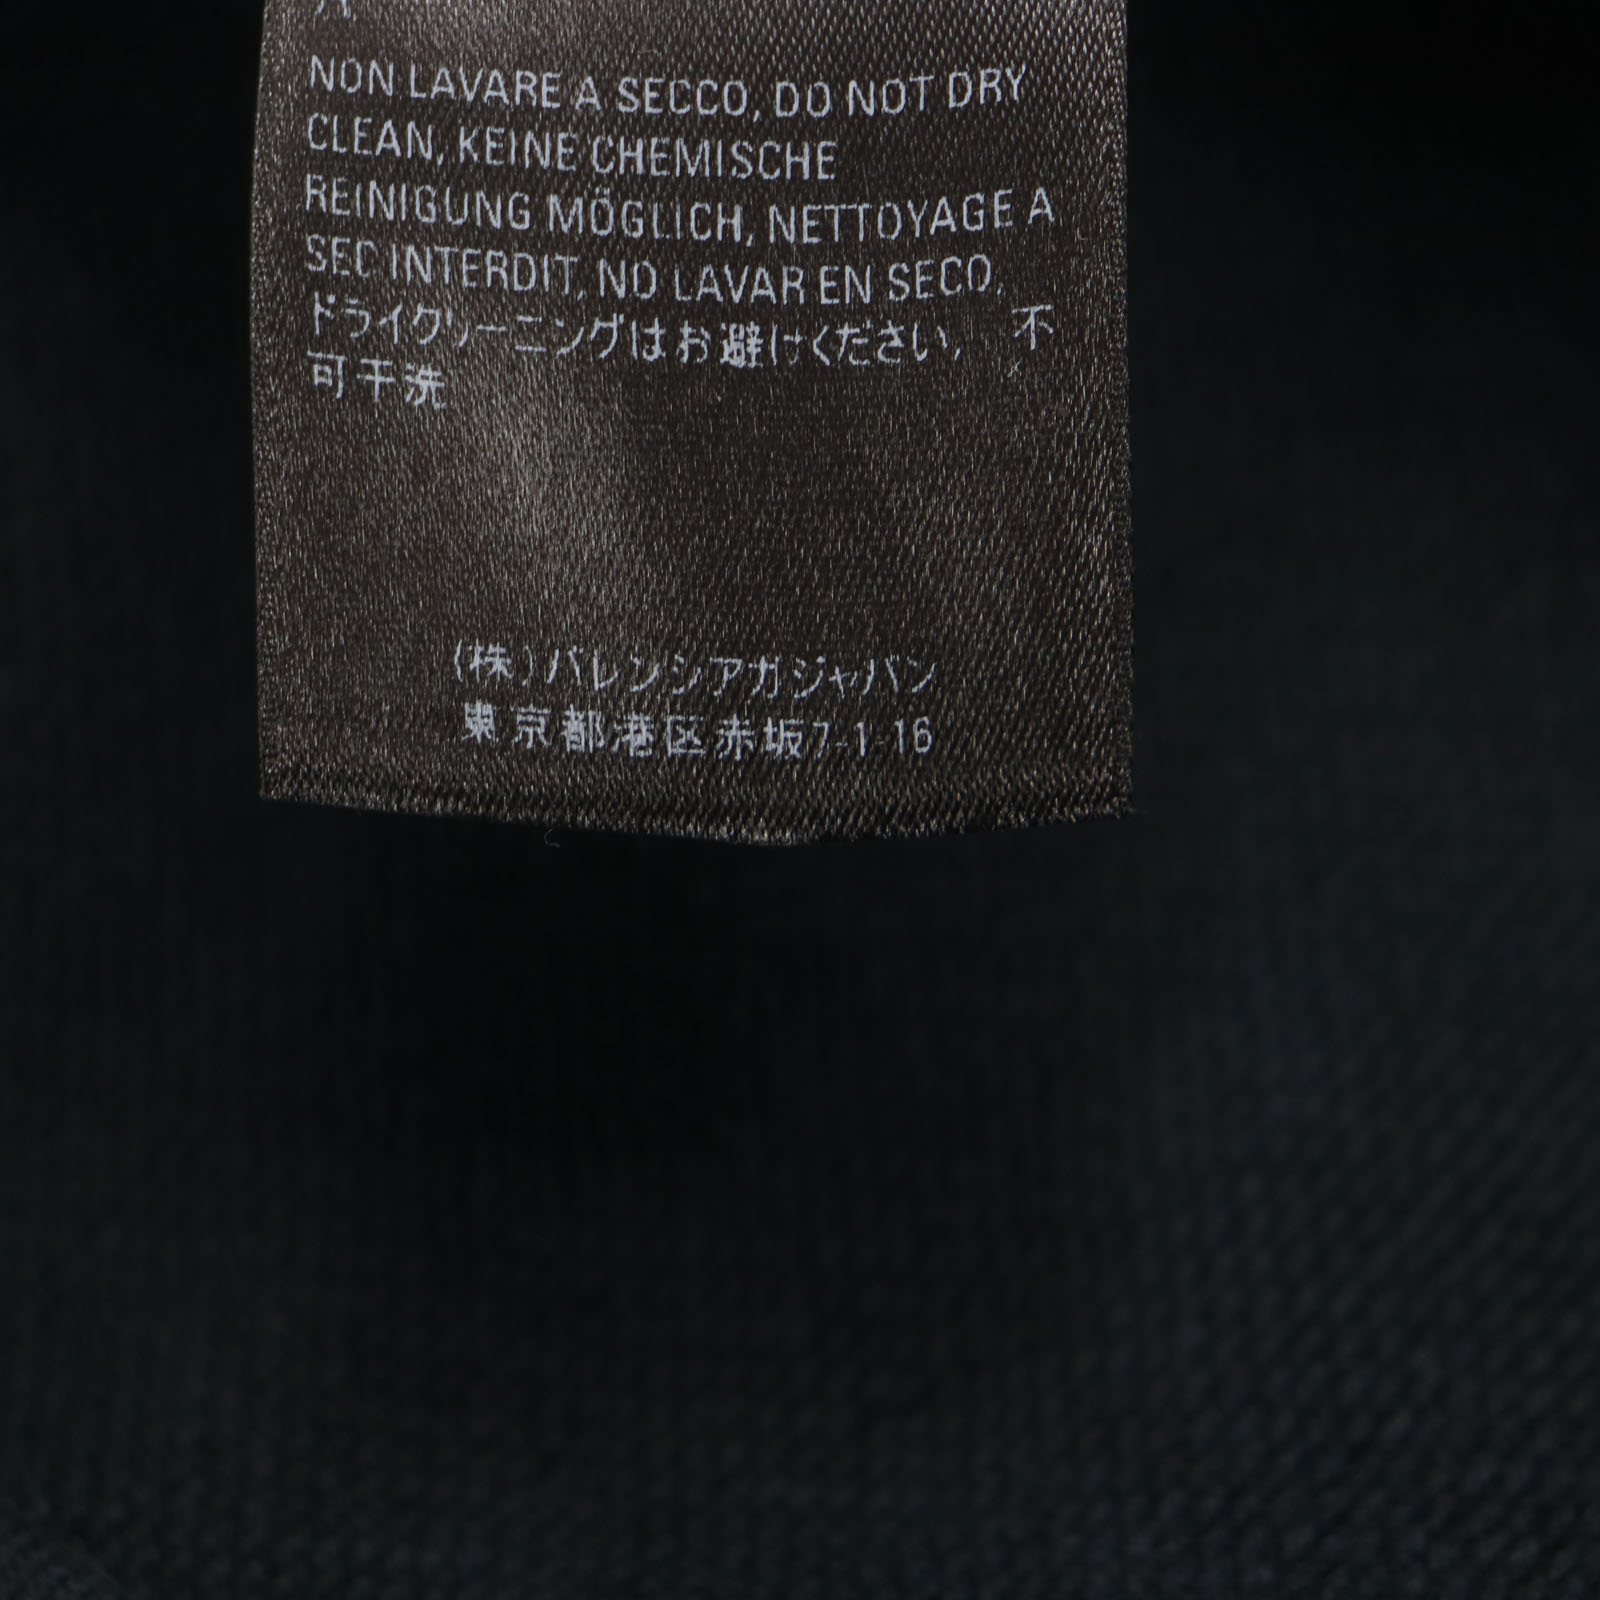 NON LAVARE A SECCO, DO NOT DRY
CLEAN, KEINE CHEMISCHE
REINIGUNG MÖGLICH, NETTOYAGE A
SEC INTERDIT, NO LAVAR EN SECO,
ドライクリーニングはお避けください, 不
可干洗
(株)バレンシアガジャパン
東京都港区赤坂7-1-16